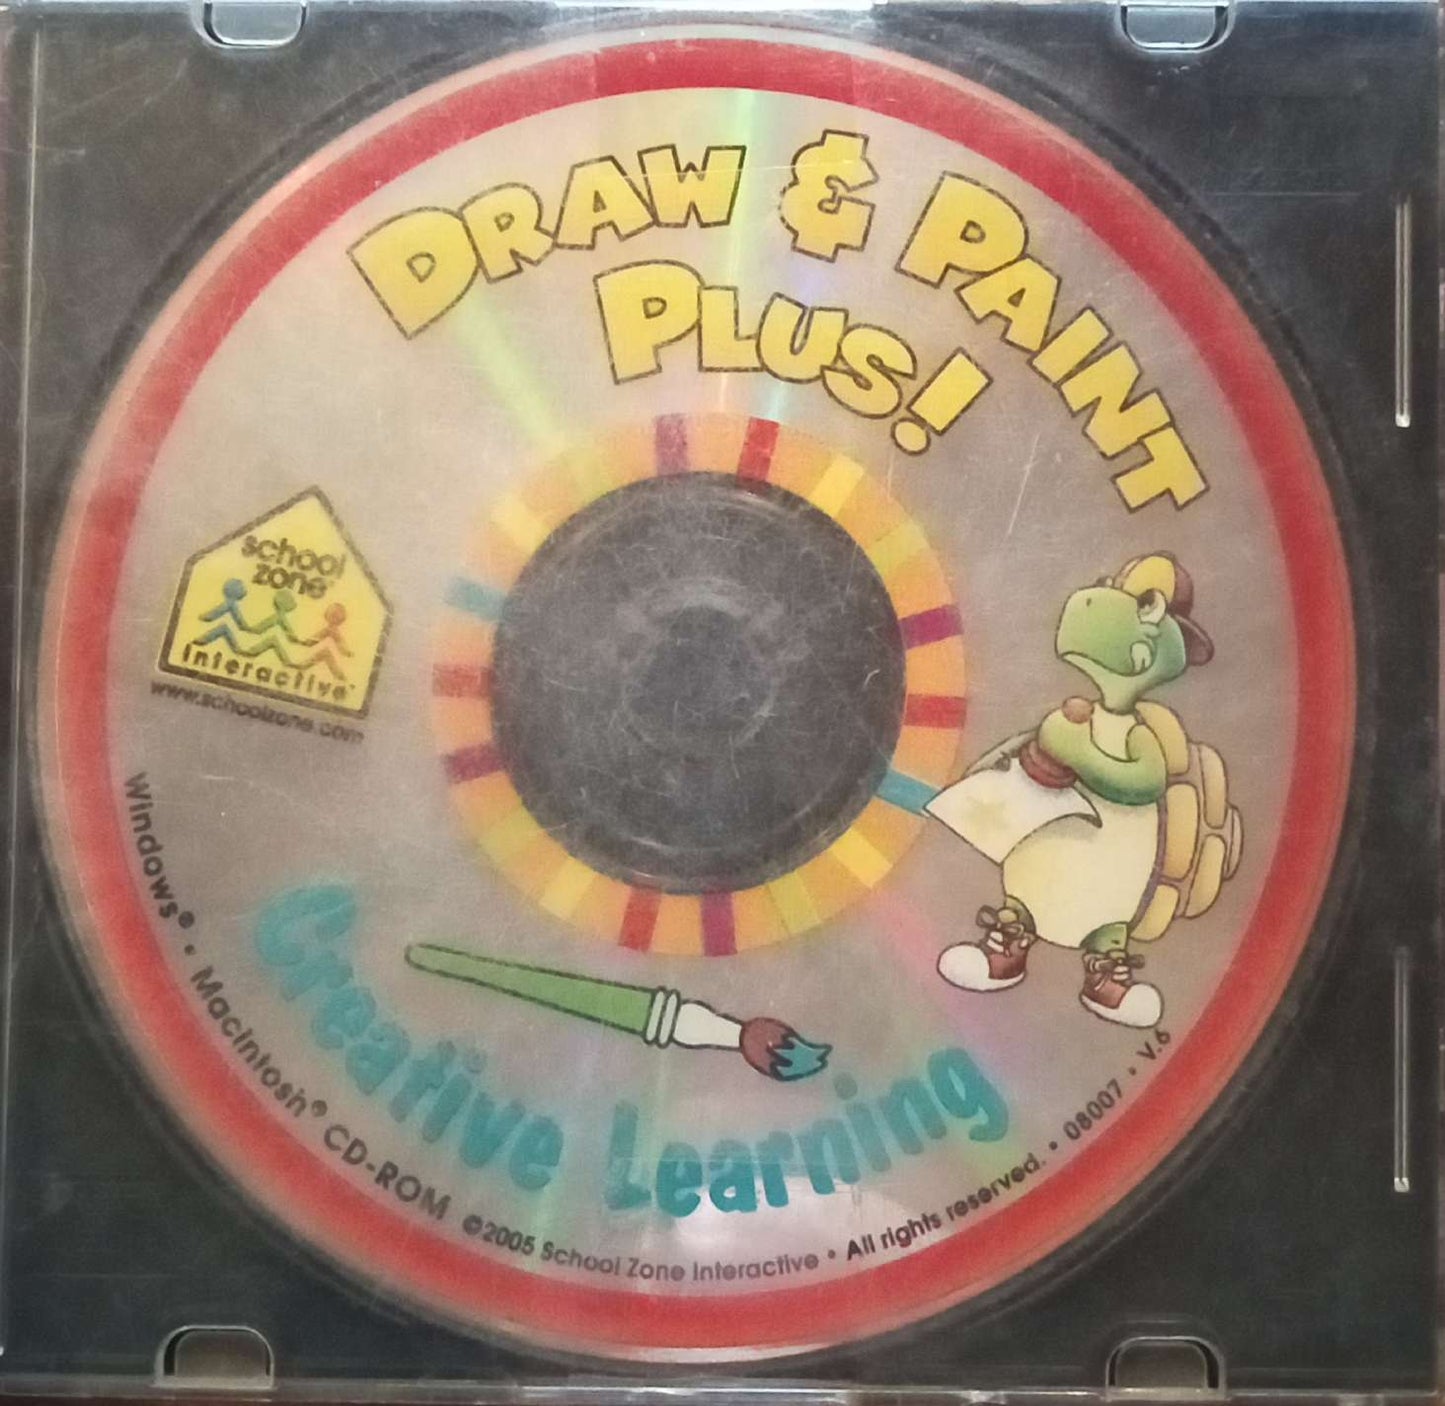 DRAW & PAINT
PLUS!
school
zone
interactive™
www.schoolzone.com
Creative Learning
Windows® • Macintosh® CD-ROM ©2005 School Zone Interactive • All rights reserved. • 08007 • V.6